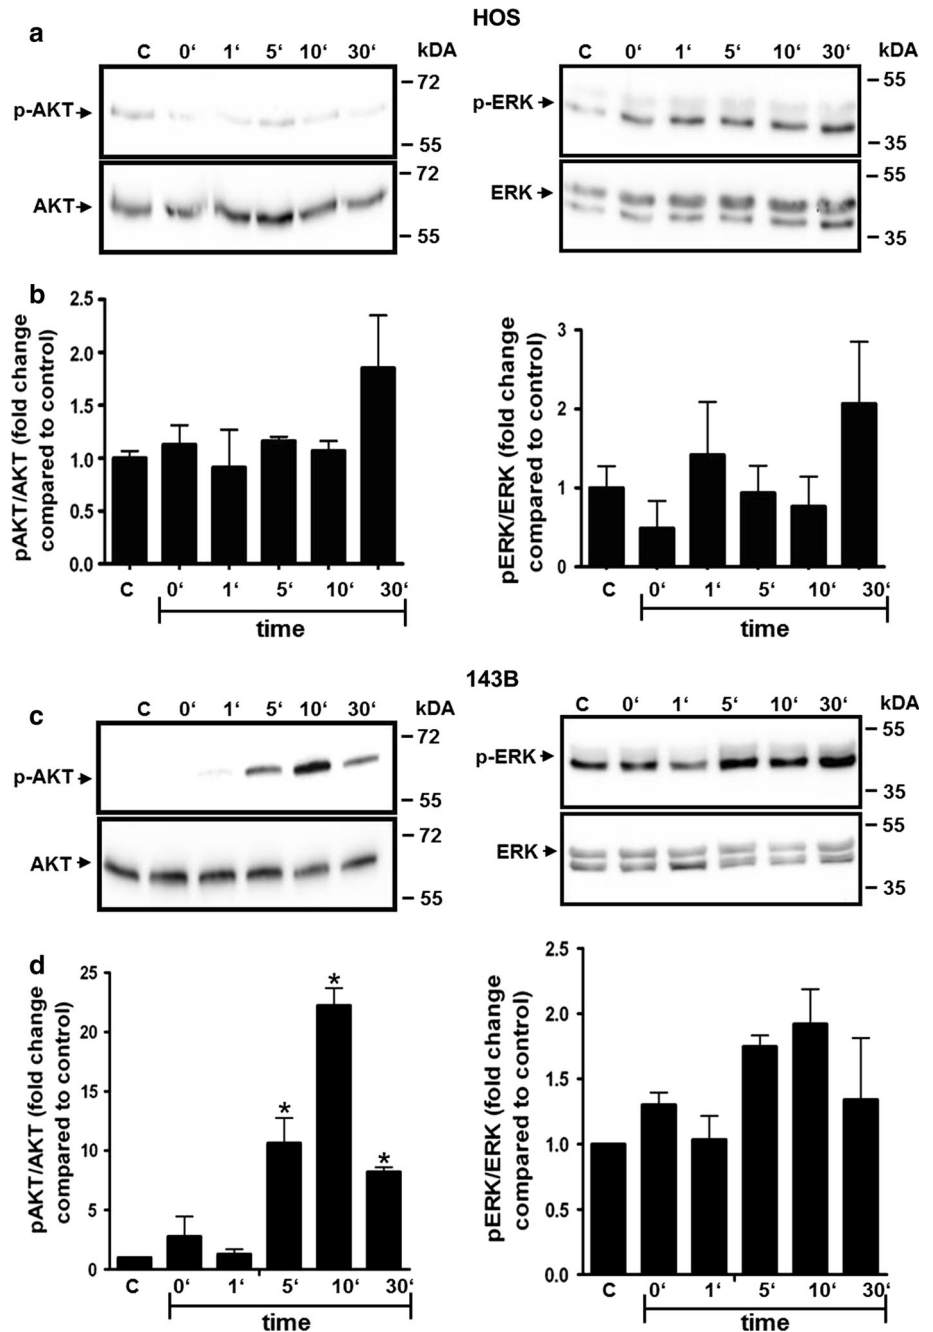 HOS
a
C 0‘ 1‘ 5‘ 10‘ 30‘ kDA
p-AKT
72
55
AKT
72
55
C 0‘ 1‘ 5‘ 10‘ 30‘ kDA
p-ERK
55
35
ERK
55
35
b
pAKT/AKT (fold change
compared to control)
2.5
2.0
1.5
1.0
0.5
0.0
C 0‘ 1‘ 5‘ 10‘ 30‘
time
pERK/ERK (fold change
compared to control)
3
2
1
0
C 0‘ 1‘ 5‘ 10‘ 30‘
time
143B
c
C 0‘ 1‘ 5‘ 10‘ 30‘ kDA
p-AKT
72
55
AKT
72
55
C 0‘ 1‘ 5‘ 10‘ 30‘ kDA
p-ERK
55
35
ERK
55
35
d
pAKT/AKT (fold change
compared to control)
25
20
15
10
5
0
* * *
C 0‘ 1‘ 5‘ 10‘ 30‘
time
pERK/ERK (fold change
compared to control)
2.5
2.0
1.5
1.0
0.5
0.0
C 0‘ 1‘ 5‘ 10‘ 30‘
time